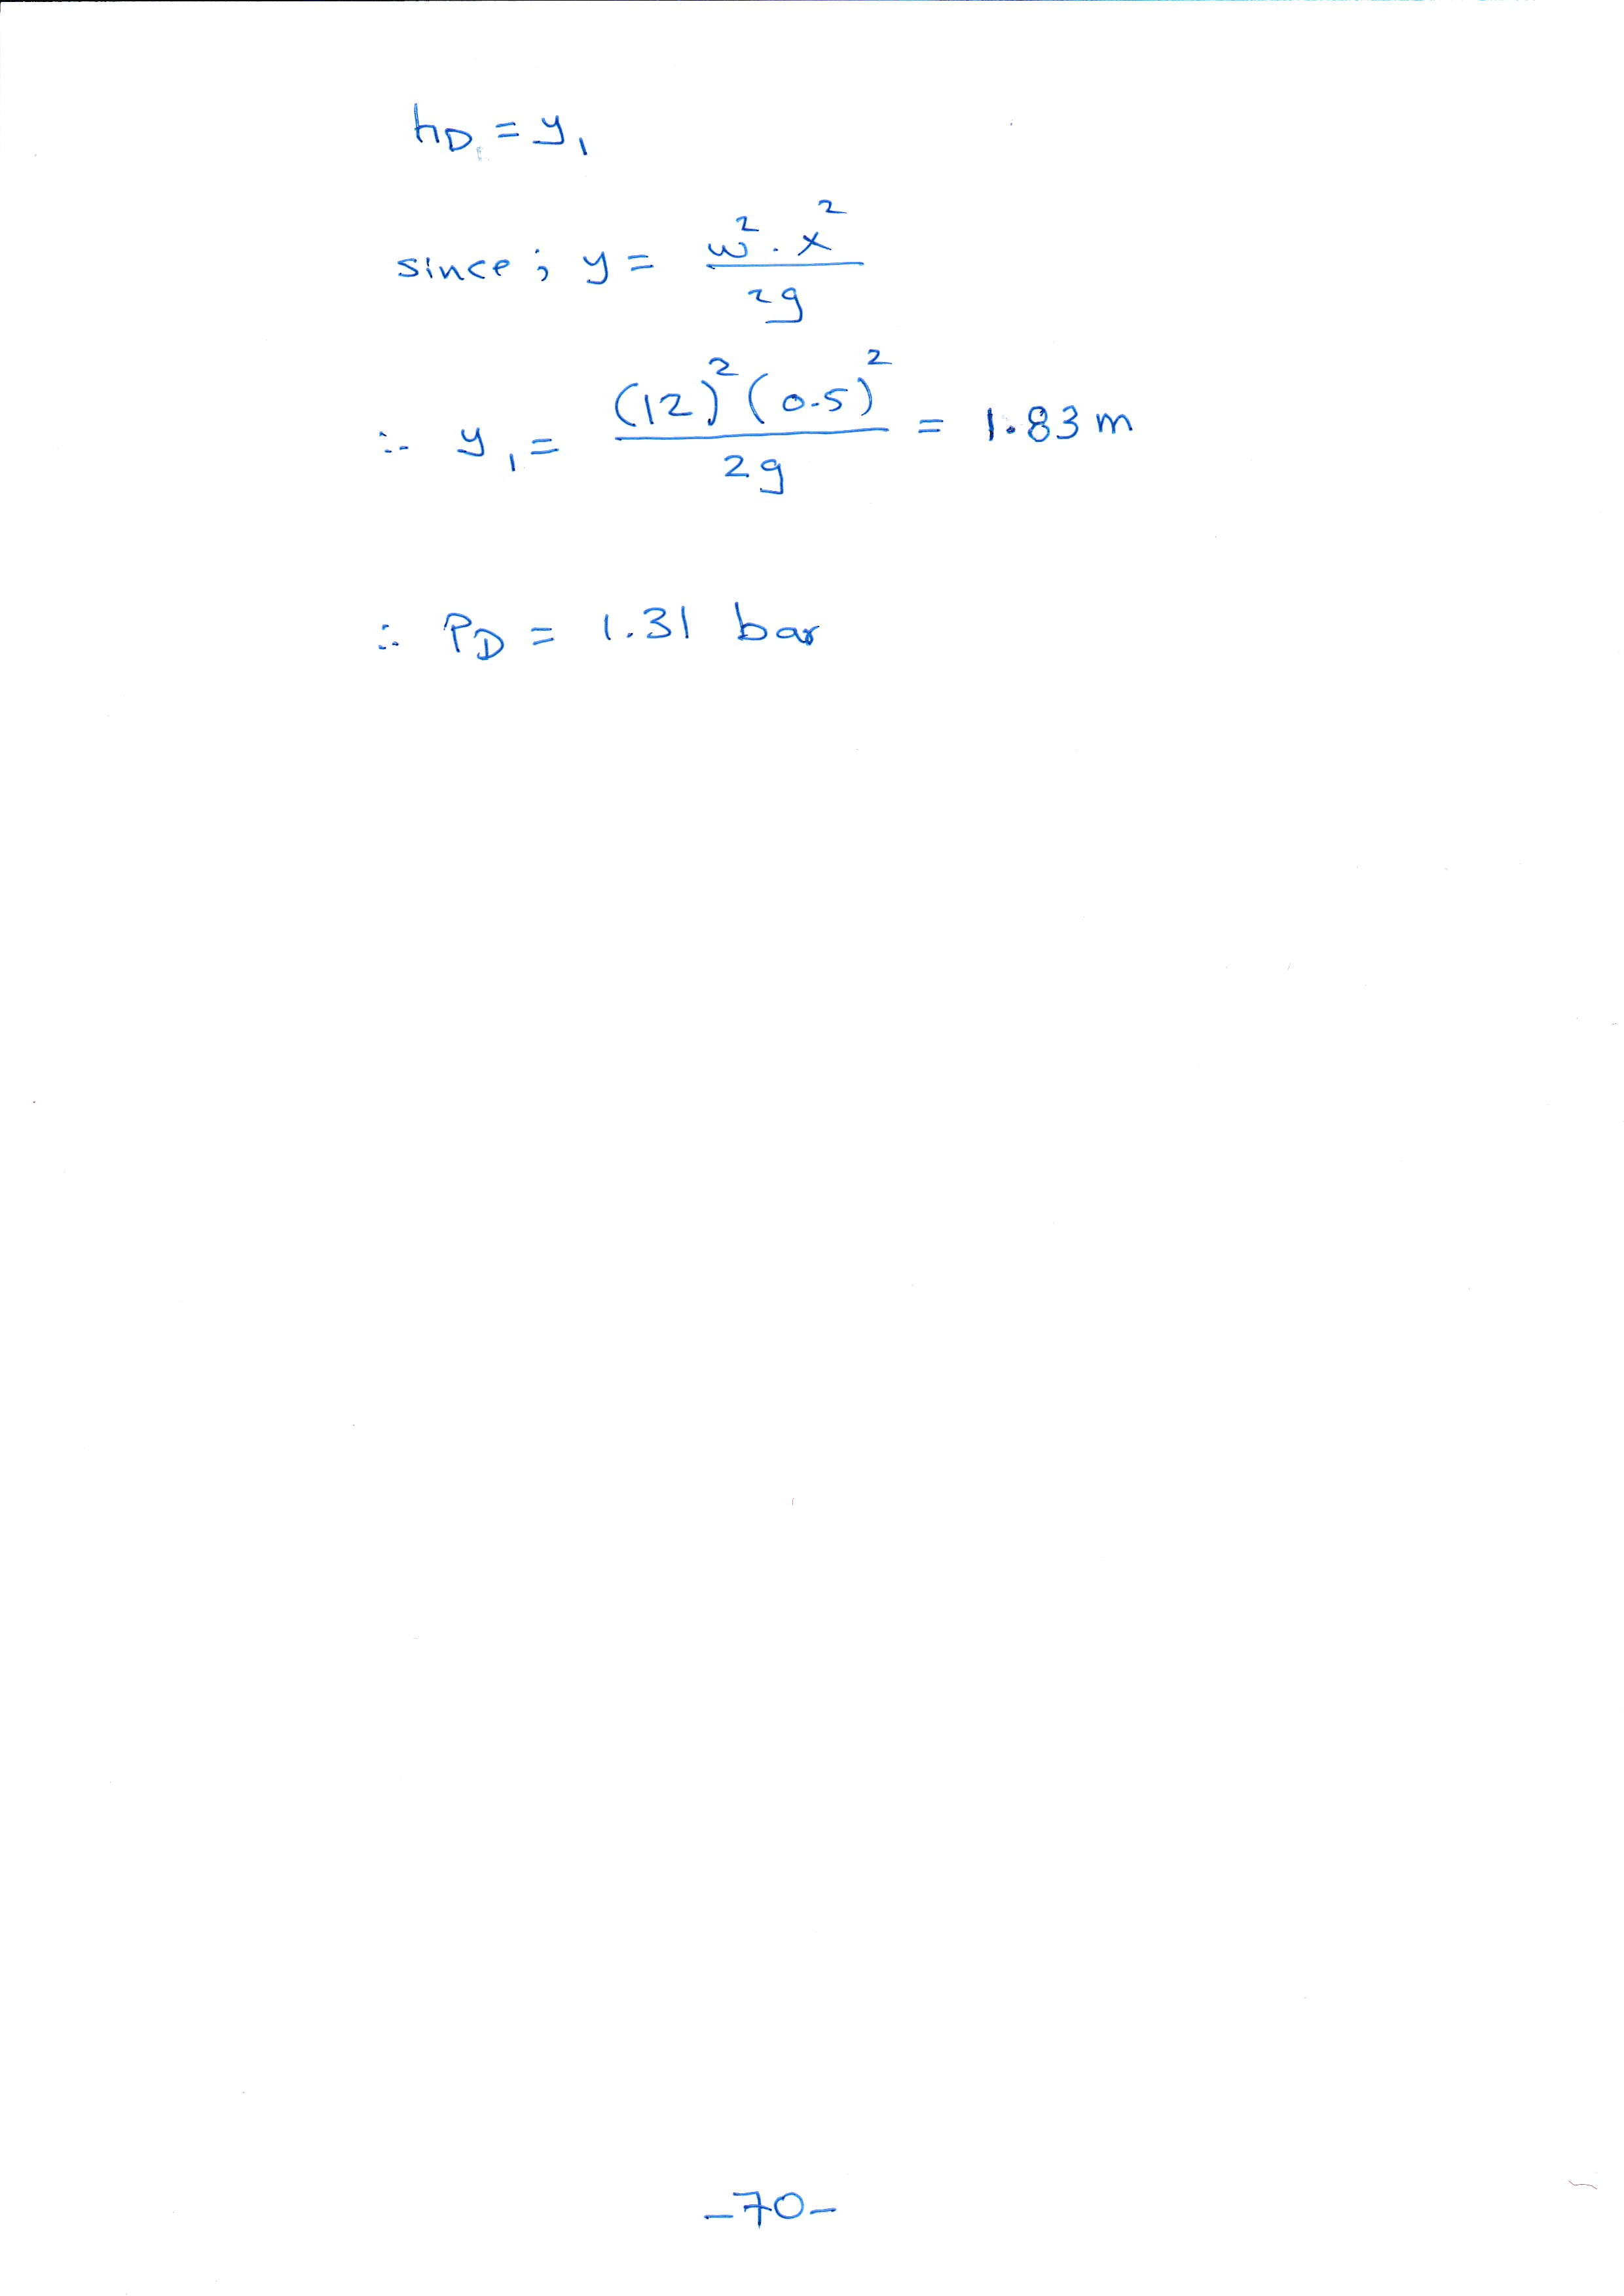 hD = y₁
since; y = ω² · x² / 2g
∴ y₁ = (12)² (0.5)² / 2g = 1.83 m
∴ PD = 1.31 bar
-70-